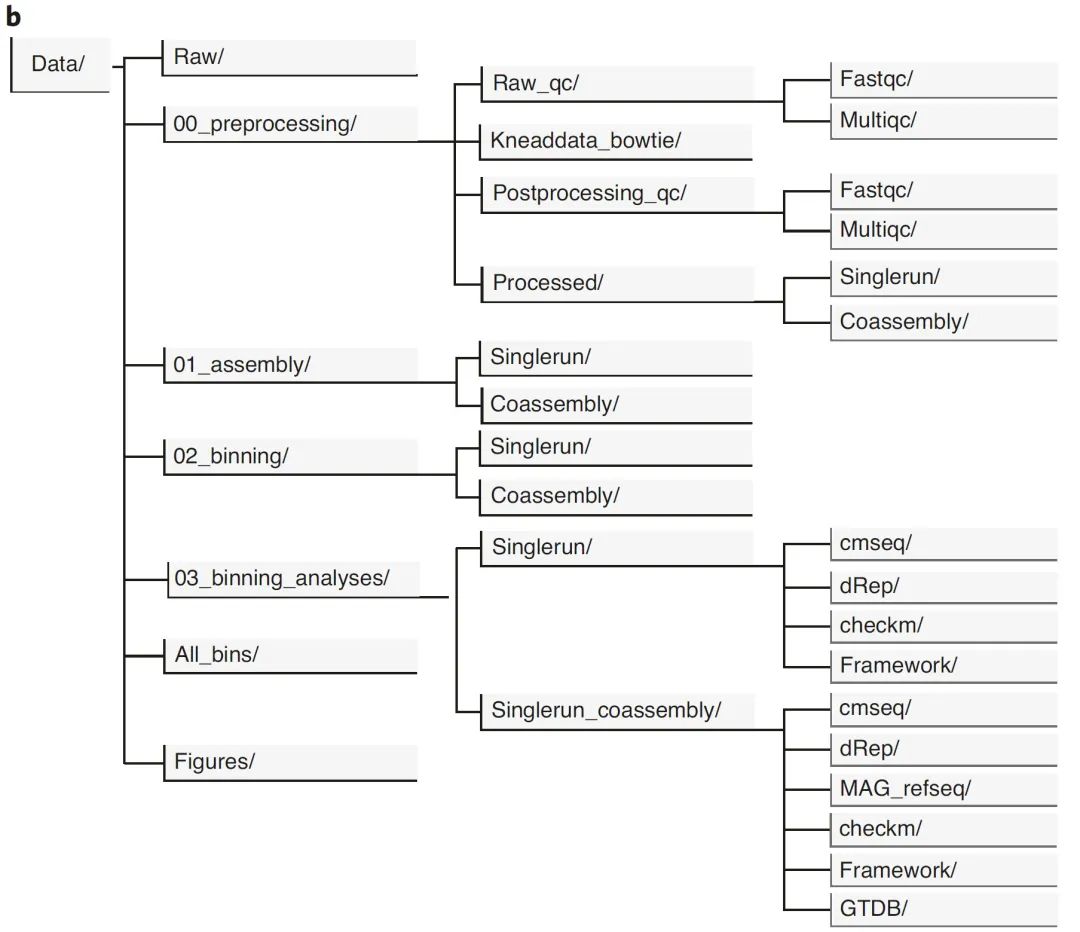 b
Data/
Raw/
00_preprocessing/
Raw_qc/
Fastqc/
Multiqc/
Kneaddata_bowtie/
Postprocessing_qc/
Fastqc/
Multiqc/
Processed/
Singlerun/
Coassembly/
01_assembly/
Singlerun/
Coassembly/
02_binning/
Singlerun/
Coassembly/
03_binning_analyses/
Singlerun/
cmseq/
dRep/
checkm/
Framework/
Singlerun_coassembly/
cmseq/
dRep/
MAG_refseq/
checkm/
Framework/
GTDB/
All_bins/
Figures/